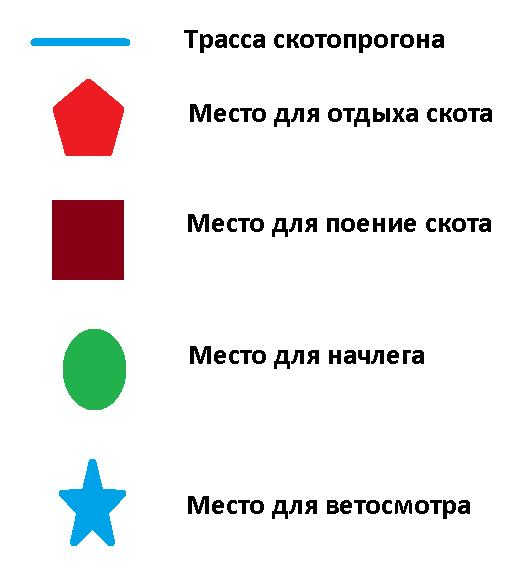 Трасса скотопрогона
Место для отдыха скота
Место для поение скота
Место для начлега
Место для ветосмотра